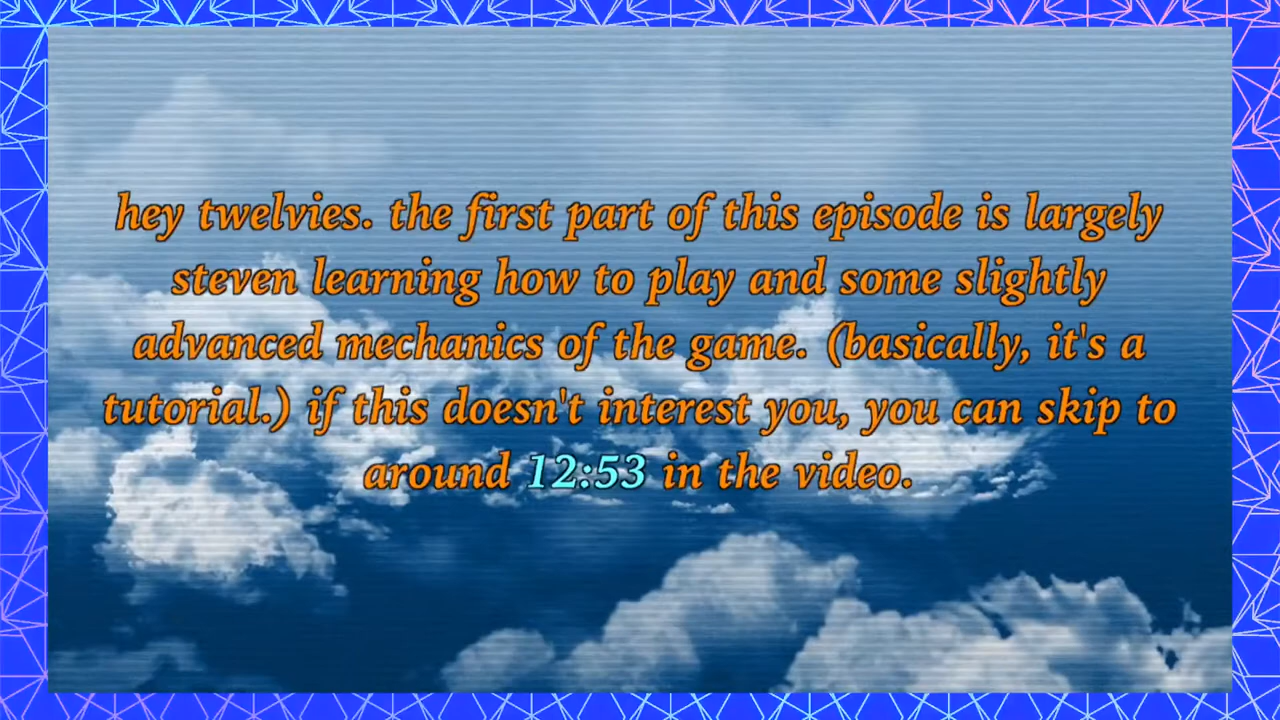 hey twelvies. the first part of this episode is largely
steven learning how to play and some slightly
advanced mechanics of the game. (basically, it's a
tutorial.) if this doesn't interest you, you can skip to
around 12:53 in the video.